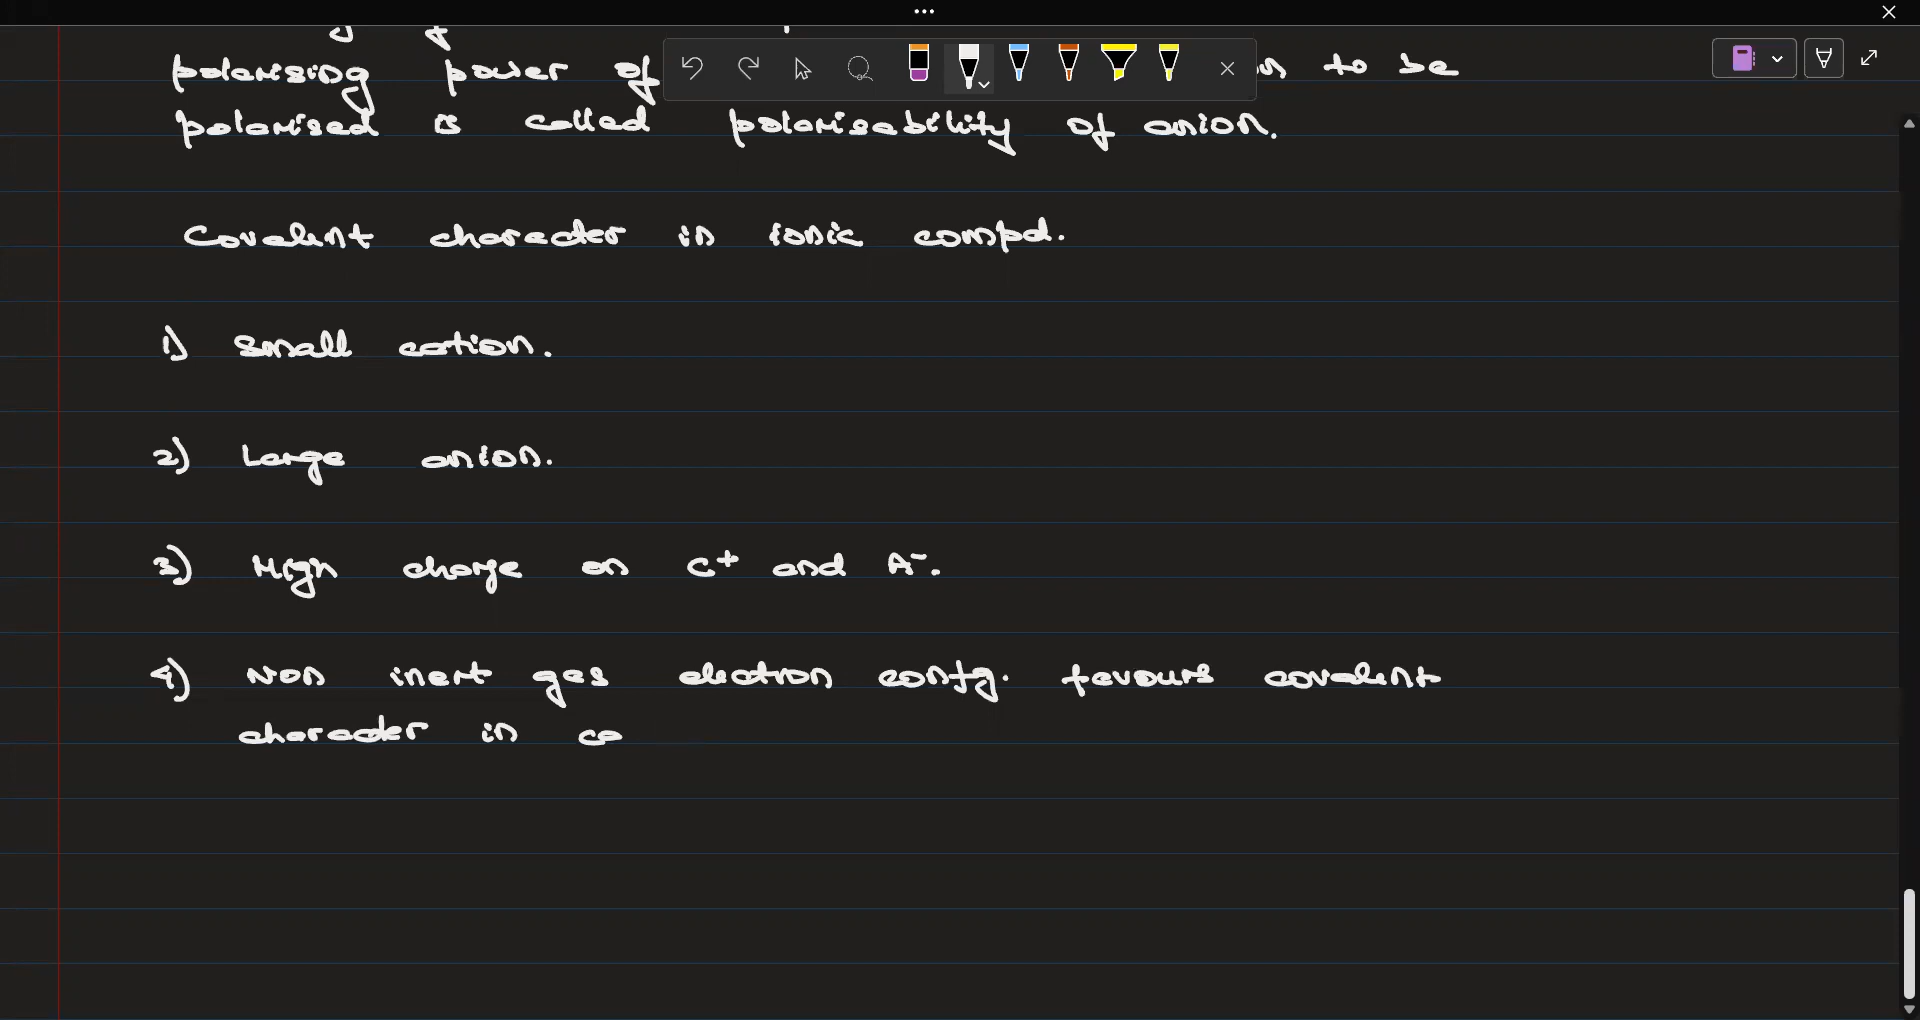 polarising power of to be
polarised is called polarisability of anion.
Covalent character in ionic compd.
1) Small cation.
2) Large anion.
3) High charge on C+ and A-.
4) Non inert gas electron config. favours covalent
character in co